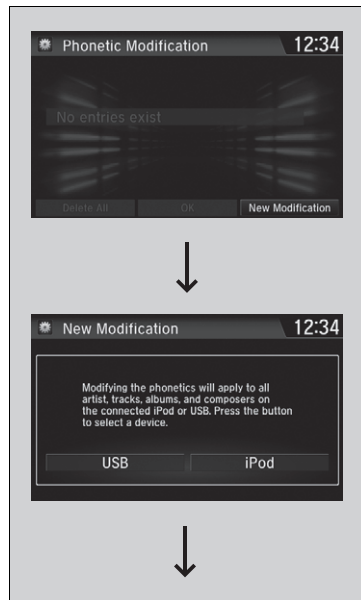 Phonetic Modification 12:34
No entries exist
Delete All OK New Modification
New Modification 12:34
Modifying the phonetics will apply to all
artist, tracks, albums, and composers on
the connected iPod or USB. Press the button
to select a device.
USB iPod